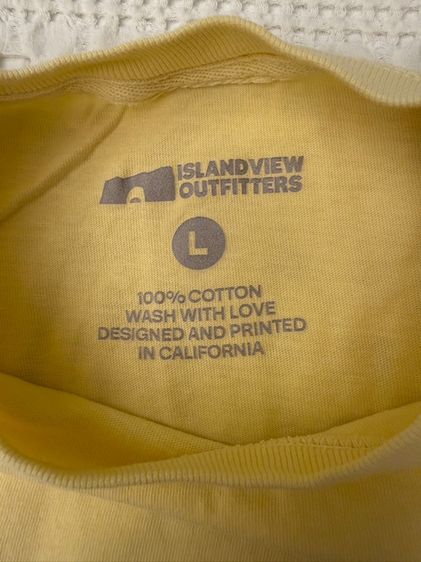 ISLANDVIEW
OUTFITTERS
L
100% COTTON
WASH WITH LOVE
DESIGNED AND PRINTED
IN CALIFORNIA